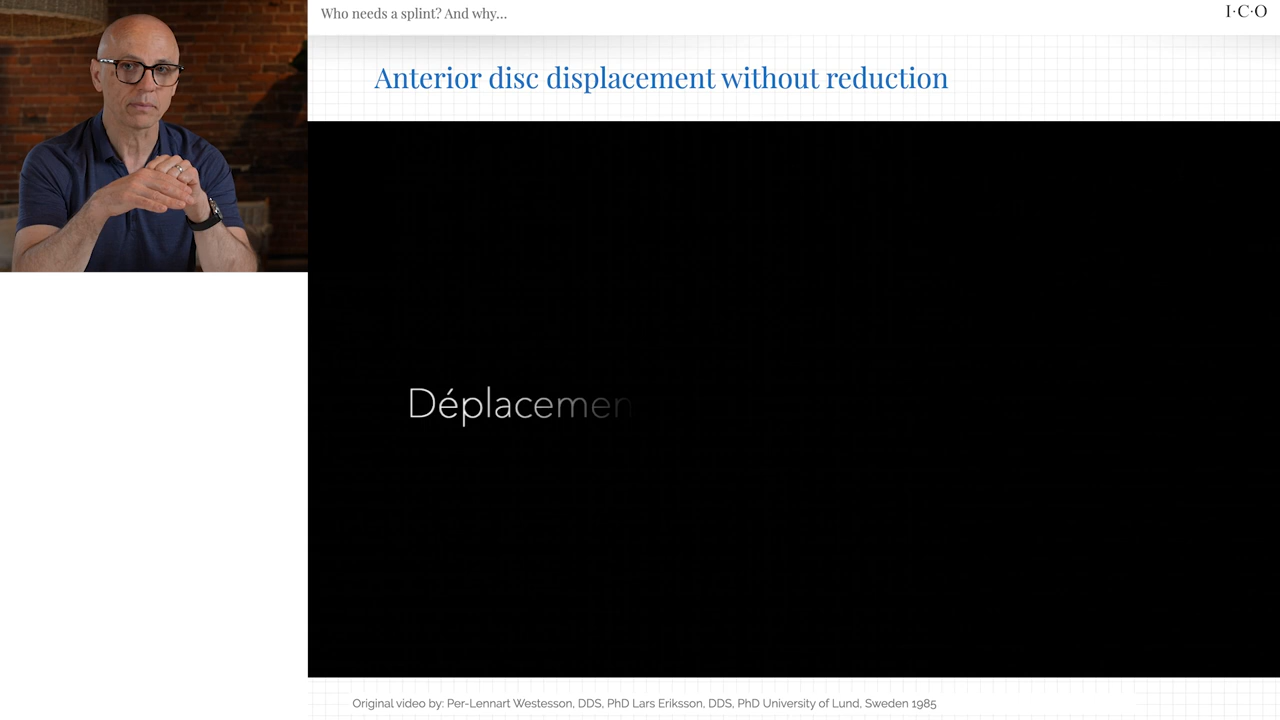 Who needs a splint? And why...
I·C·O
Anterior disc displacement without reduction
Déplacemen
Original video by: Per-Lennart Westesson, DDS, PhD Lars Eriksson, DDS, PhD University of Lund, Sweden 1985